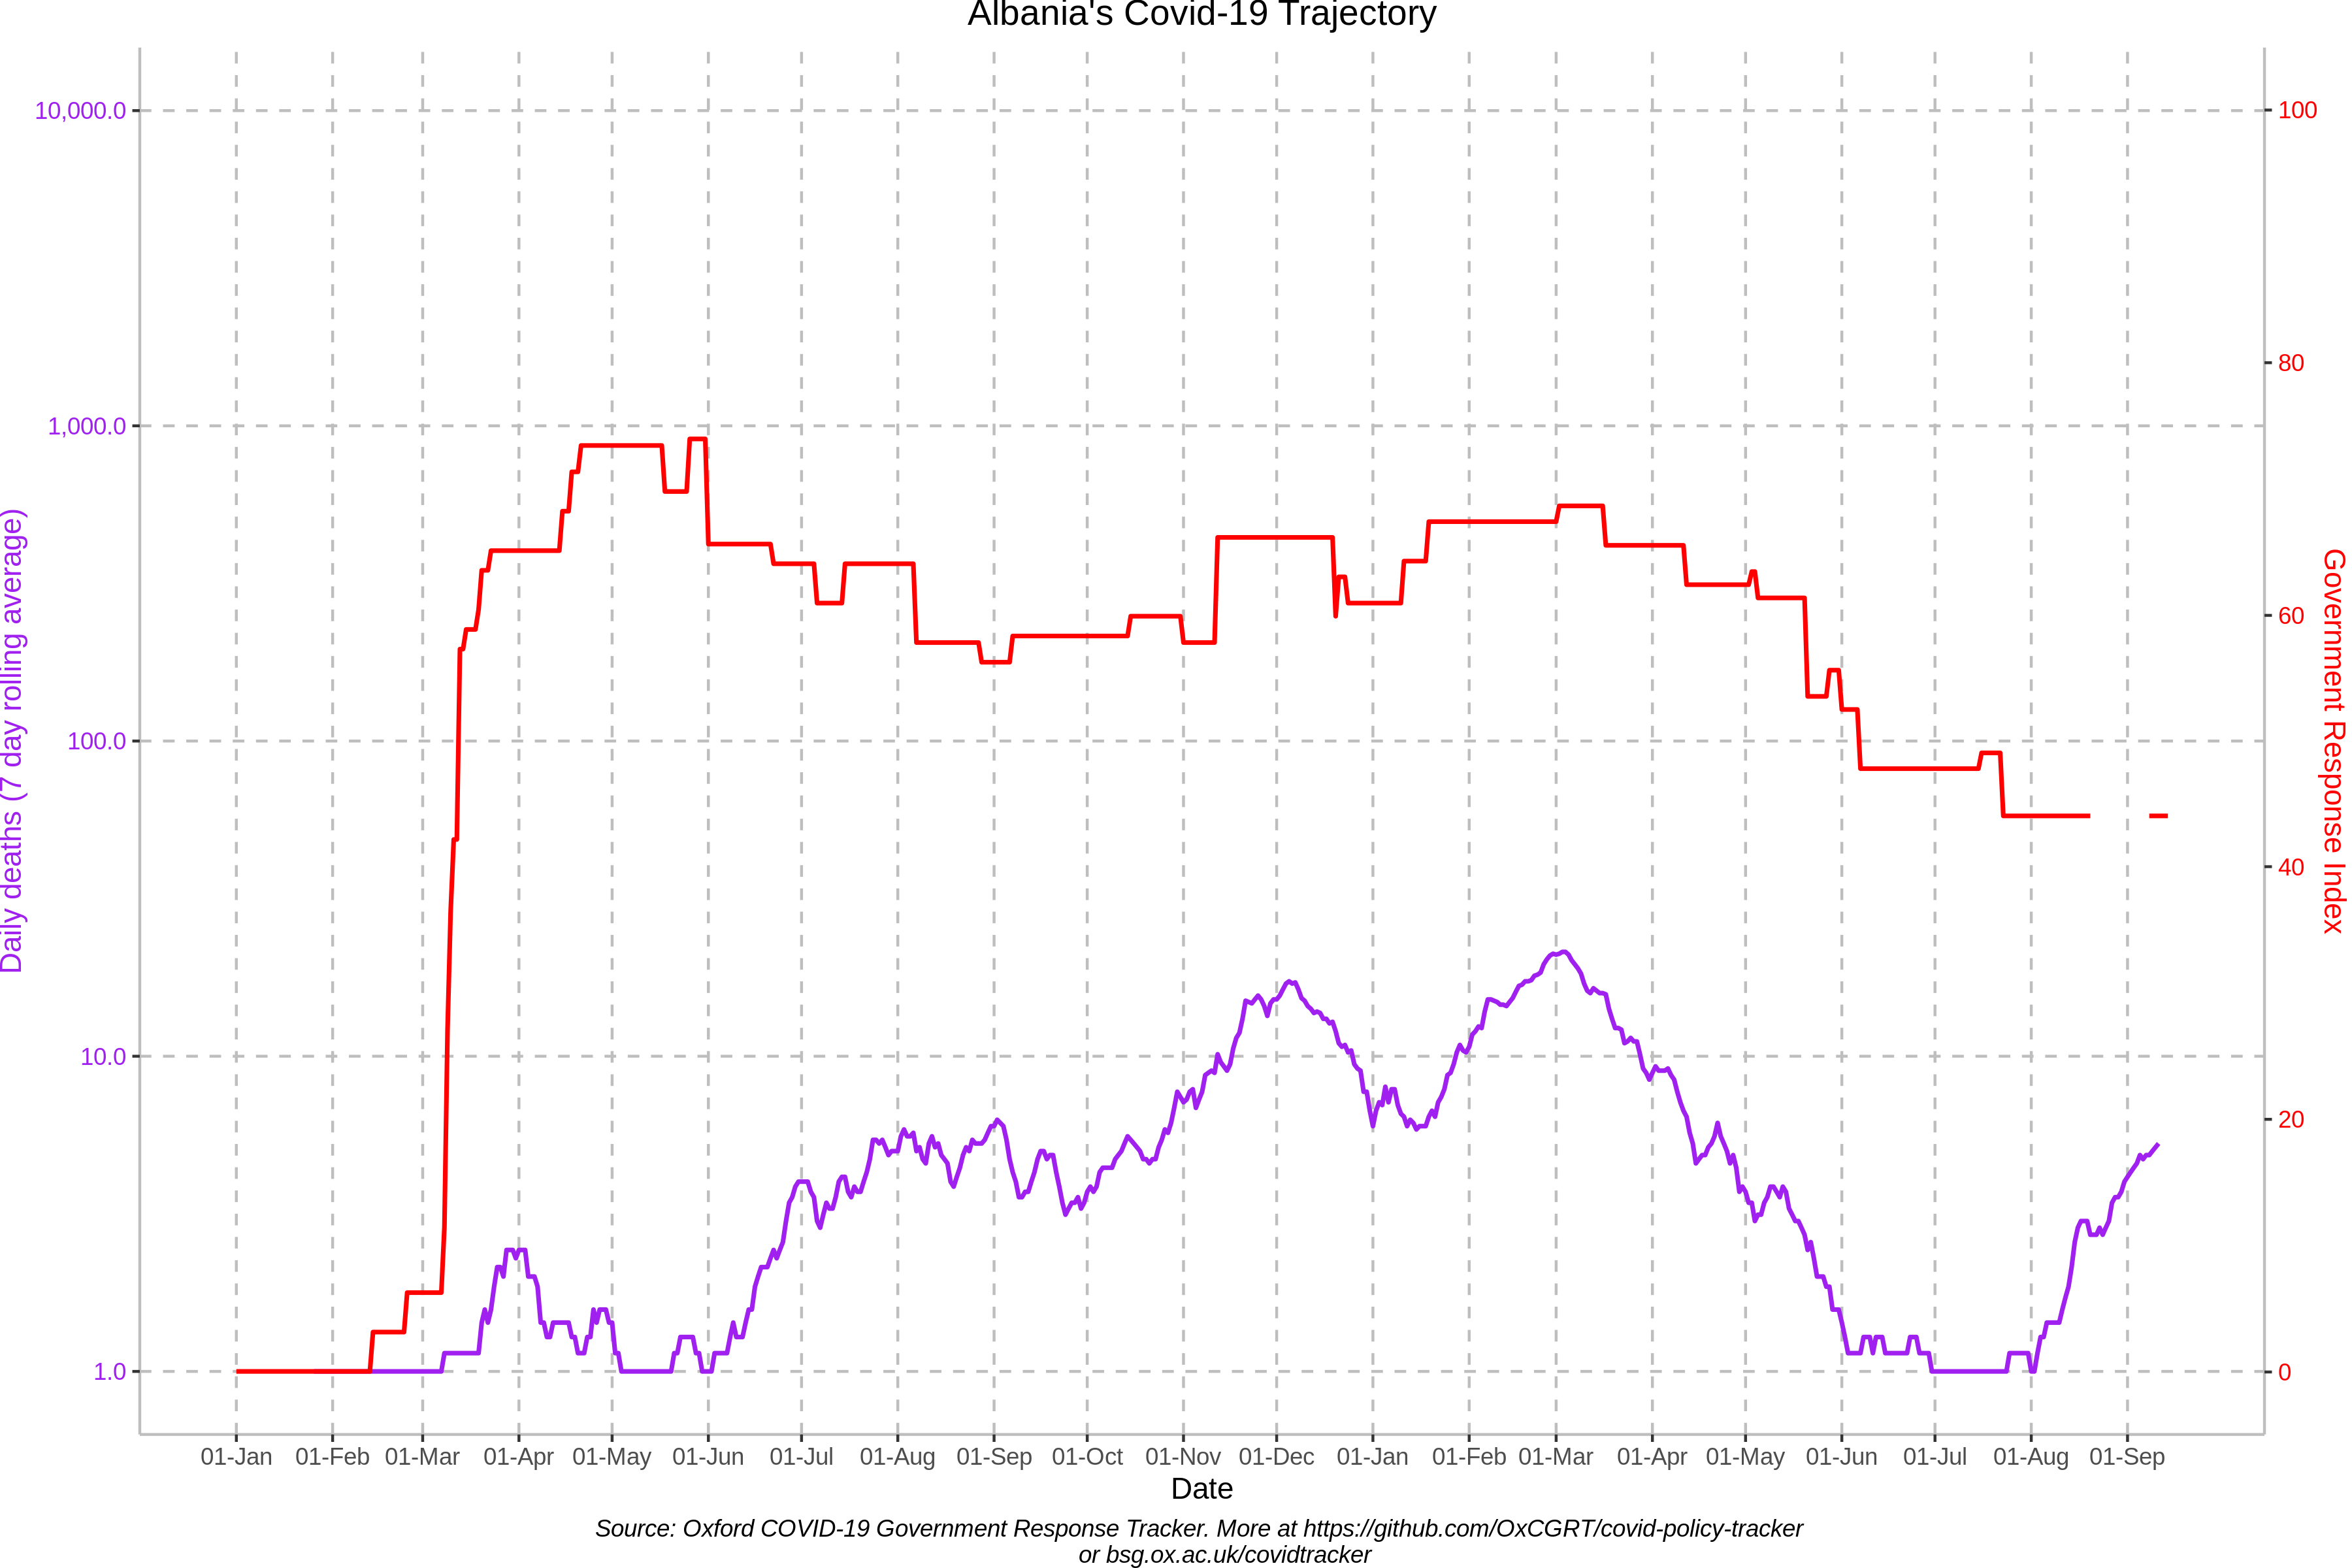 Albania's Covid-19 Trajectory
10,000.0
1,000.0
100.0
10.0
1.0
Daily deaths (7 day rolling average)
100
80
60
40
20
0
Government Response Index
01-Jan 01-Feb 01-Mar 01-Apr 01-May 01-Jun 01-Jul 01-Aug 01-Sep 01-Oct 01-Nov 01-Dec 01-Jan 01-Feb 01-Mar 01-Apr 01-May 01-Jun 01-Jul 01-Aug 01-Sep
Date
Source: Oxford COVID-19 Government Response Tracker. More at https://github.com/OxCGRT/covid-policy-tracker
or bsg.ox.ac.uk/covidtracker